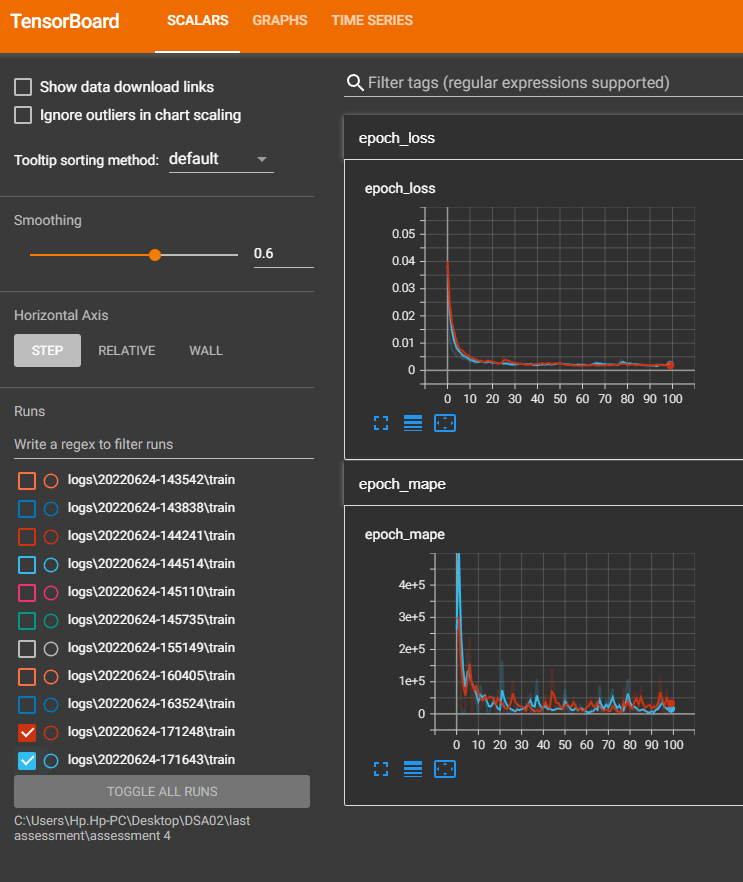 TensorBoard SCALARS GRAPHS TIME SERIES
Show data download links
Ignore outliers in chart scaling
Tooltip sorting method: default
Smoothing
0.6
Horizontal Axis
STEP RELATIVE WALL
Runs
Write a regex to filter runs
logs\20220624-143542\train
logs\20220624-143838\train
logs\20220624-144241\train
logs\20220624-144514\train
logs\20220624-145110\train
logs\20220624-145735\train
logs\20220624-155149\train
logs\20220624-160405\train
logs\20220624-163524\train
logs\20220624-171248\train
logs\20220624-171643\train
TOGGLE ALL RUNS
C:\Users\Hp.Hp-PC\Desktop\DSA02\last
assessment\assessment 4
Filter tags (regular expressions supported)
epoch_loss
epoch_loss
0.05
0.04
0.03
0.02
0.01
0
0 10 20 30 40 50 60 70 80 90 100
epoch_mape
epoch_mape
4e+5
3e+5
2e+5
1e+5
0
0 10 20 30 40 50 60 70 80 90 100